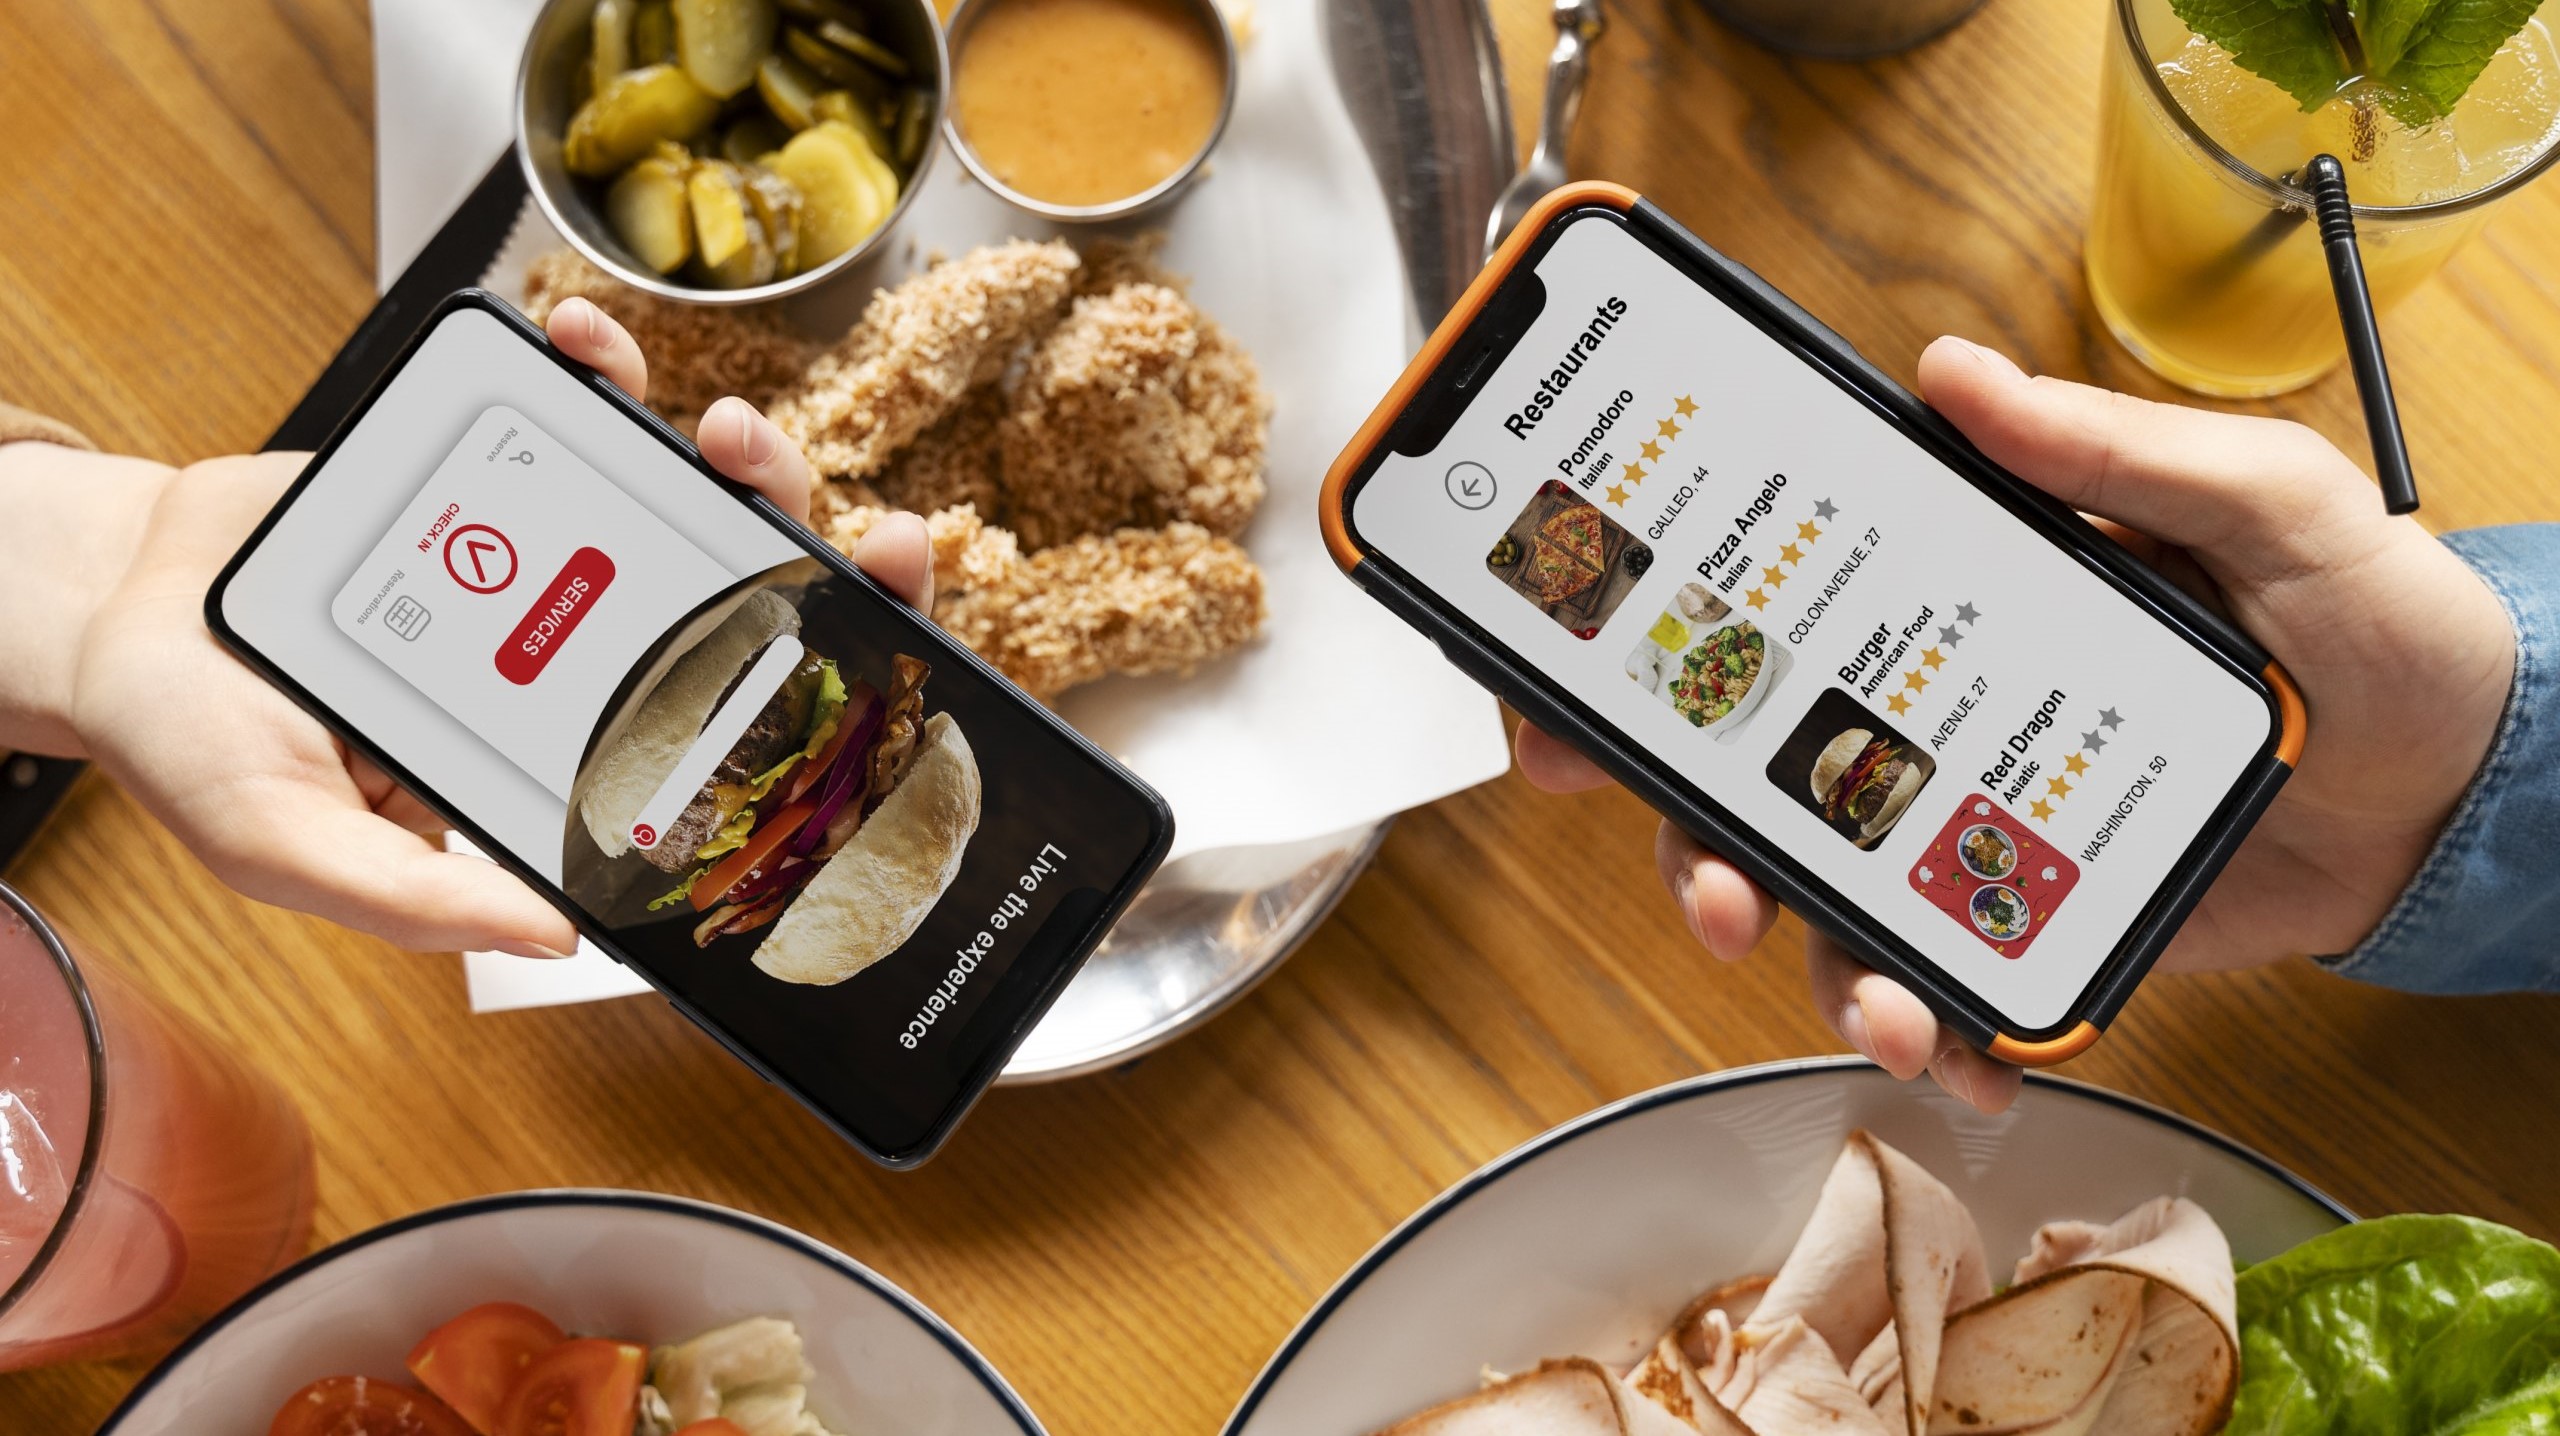 Live the experience
SERVICES
Reservations
CHECK IN
Reserve
Restaurants
Pomodoro
Italian
GALILEO, 44
Pizza Angelo
Italian
COLON AVENUE, 27
Burger
American Food
AVENUE, 27
Red Dragon
Asiatic
WASHINGTON, 50